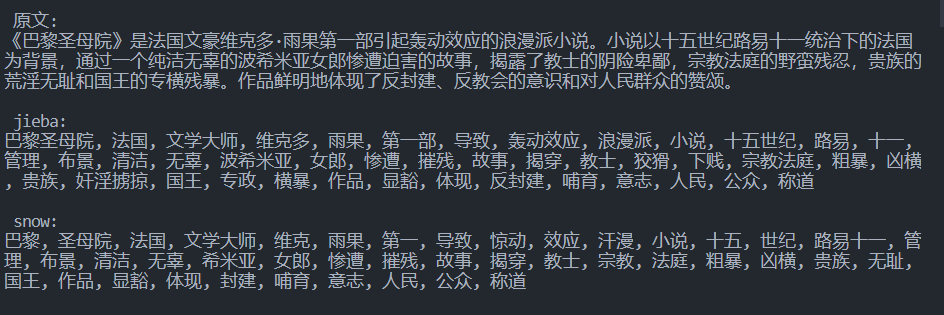 原文:
《巴黎圣母院》是法国文豪维克多·雨果第一部引起轰动效应的浪漫派小说。小说以十五世纪路易十一统治下的法国
为背景，通过一个纯洁无辜的波希米亚女郎惨遭迫害的故事，揭露了教士的阴险卑鄙，宗教法庭的野蛮残忍，贵族的
荒淫无耻和国王的专横残暴。作品鲜明地体现了反封建、反教会的意识和对人民群众的赞颂。
jieba:
巴黎圣母院, 法国, 文学大师, 维克多, 雨果, 第一部, 导致, 轰动效应, 浪漫派, 小说, 十五世纪, 路易, 十一,
管理, 布景, 清洁, 无辜, 波希米亚, 女郎, 惨遭, 摧残, 故事, 揭穿, 教士, 狡猾, 下贱, 宗教法庭, 粗暴, 凶横
, 贵族, 奸淫掳掠, 国王, 专政, 横暴, 作品, 显豁, 体现, 反封建, 哺育, 意志, 人民, 公众, 称道
snow:
巴黎, 圣母院, 法国, 文学大师, 维克, 雨果, 第一, 导致, 惊动, 效应, 汗漫, 小说, 十五, 世纪, 路易十一, 管
理, 布景, 清洁, 无辜, 希米亚, 女郎, 惨遭, 摧残, 故事, 揭穿, 教士, 宗教, 法庭, 粗暴, 凶横, 贵族, 无耻,
国王, 作品, 显豁, 体现, 封建, 哺育, 意志, 人民, 公众, 称道